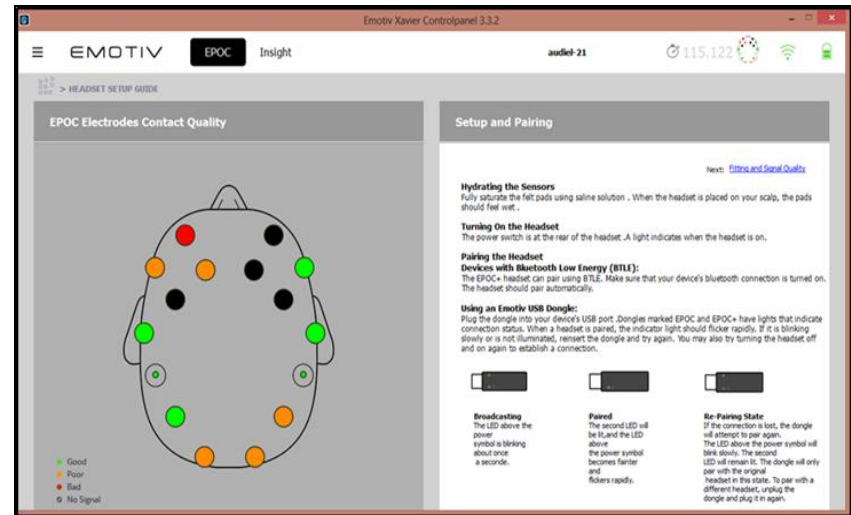 Emotiv Xavier Controlpanel 3.3.2
EMOTIV
EPOC
Insight
audiel-21
115.122
> HEADSET SETUP GUIDE
EPOC Electrodes Contact Quality
Good
Poor
Bad
No Signal
Setup and Pairing
Next: Fitting and Signal Quality
Hydrating the Sensors
Fully saturate the felt pads using saline solution . When the headset is placed on your scalp, the pads
should feel wet .
Turning On the Headset
The power switch is at the rear of the headset .A light indicates when the headset is on.
Pairing the Headset
Devices with Bluetooth Low Energy (BTLE):
The EPOC+ headset can pair using BTLE. Make sure that your device's bluetooth connection is turned on.
The headset should pair automatically.
Using an Emotiv USB Dongle:
Plug the dongle into your device's USB port .Dongles marked EPOC and EPOC+ have lights that indicate
connection status. When a headset is paired, the indicator light should flicker rapidly. If it is blinking
slowly or is not illuminated, reinsert the dongle and try again. You may also try turning the headset off
and on again to establish a connection.
Broadcasting
The LED above the
power
symbol is blinking
about once
a seconde.
Paired
The second LED will
be lit,and the LED
above
the power symbol
becomes fainter
and
flickers rapidly.
Re-Pairing State
If the connection is lost, the dongle
will attempt to pair again.
The LED above the power symbol will
blink slowly. The second
LED will remain lit. The dongle will only
pair with the original
headset in this state. To pair with a
different headset, unplug the
dongle and plug it in again.